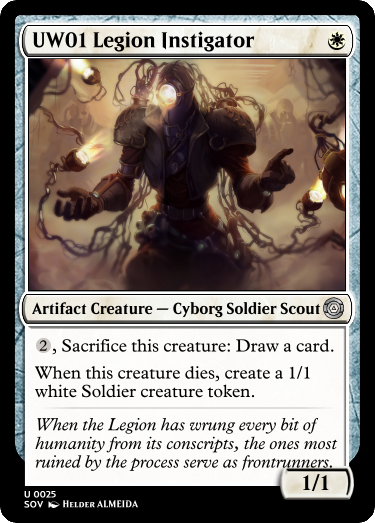 UW01 Legion Instigator
Artifact Creature — Cyborg Soldier Scout
2, Sacrifice this creature: Draw a card.
When this creature dies, create a 1/1
white Soldier creature token.
When the Legion has wrung every bit of
humanity from its conscripts, the ones most
ruined by the process serve as frontrunners.
1/1
U 0025
SOV Helder ALMEIDA